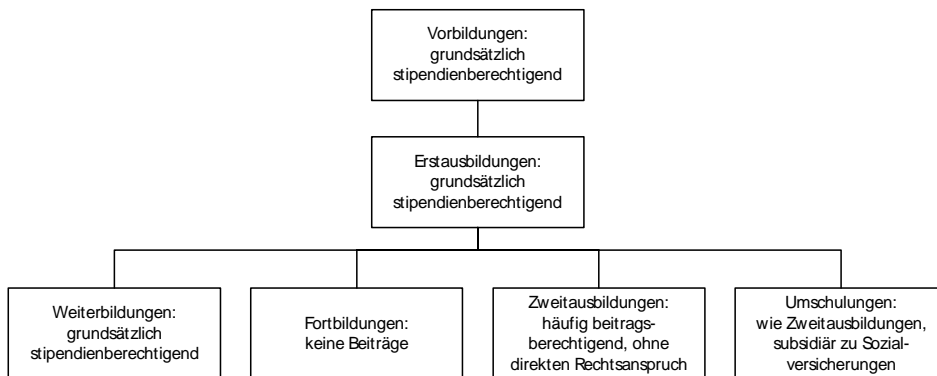 Vorbildungen:
grundsätzlich
stipendienberechtigend
Erstausbildungen:
grundsätzlich
stipendienberechtigend
Weiterbildungen:
grundsätzlich
stipendienberechtigend
Fortbildungen:
keine Beiträge
Zweitausbildungen:
häufig beitrags-
berechtigend, ohne
direkten Rechtsanspruch
Umschulungen:
wie Zweitausbildungen,
subsidiär zu Sozial-
versicherungen